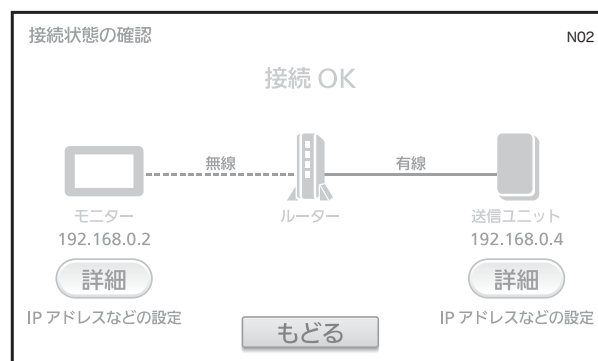 接続状態の確認
N02
接続 OK
無線
有線
モニター
ルーター
送信ユニット
192.168.0.2
192.168.0.4
詳細
詳細
IP アドレスなどの設定
IP アドレスなどの設定
もどる